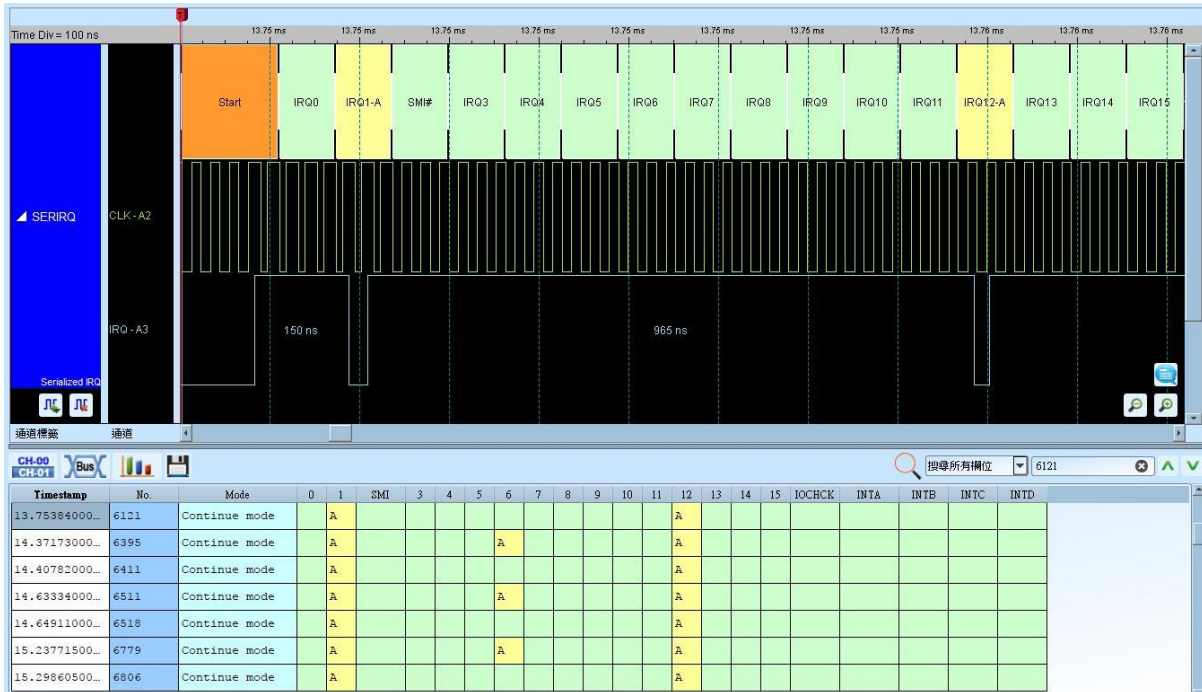 Time Div = 100 ns
13.75 ms 13.75 ms 13.75 ms 13.75 ms 13.75 ms 13.75 ms 13.75 ms 13.75 ms 13.76 ms 13.76 ms 13.76 ms
Start IRQ0 IRQ1-A SMI# IRQ3 IRQ4 IRQ5 IRQ6 IRQ7 IRQ8 IRQ9 IRQ10 IRQ11 IRQ12-A IRQ13 IRQ14 IRQ15
SERIRQ CLK - A2
IRQ - A3 150 ns 965 ns
Serialized IRQ
通道標籤 通道
CH-00
CH-01 Bus 搜尋所有欄位 6121
Timestamp No. Mode 0 1 SMI 3 4 5 6 7 8 9 10 11 12 13 14 15 IOCHCK INTA INTB INTC INTD
13.75384000... 6121 Continue mode A A
14.37173000... 6395 Continue mode A A A
14.40782000... 6411 Continue mode A A
14.63334000... 6511 Continue mode A A A
14.64911000... 6518 Continue mode A A
15.23771500... 6779 Continue mode A A A
15.29860500... 6806 Continue mode A A